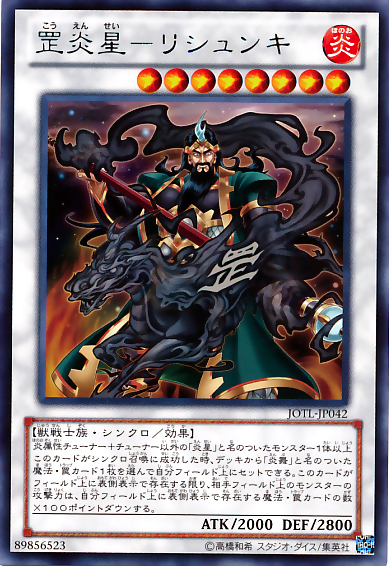 こう えん せい
罡炎星-リシュンキ
ほのお
炎
罡
JOTL-JP042
【獣戦士族・シンクロ/効果】
炎属性チューナー+チューナー以外の「炎星」と名のついたモンスター1体以上
このカードがシンクロ召喚に成功した時、デッキから「炎舞」と名のついた
魔法・罠カード1枚を選んで自分フィールド上にセットできる。このカードが
フィールド上に表側表示で存在する限り、相手フィールド上のモンスターの
攻撃力は、自分フィールド上に表側表示で存在する魔法・罠カードの数
×100ポイントダウンする。
ATK/2000 DEF/2800
89856523
©高橋和希 スタジオ・ダイス/集英社